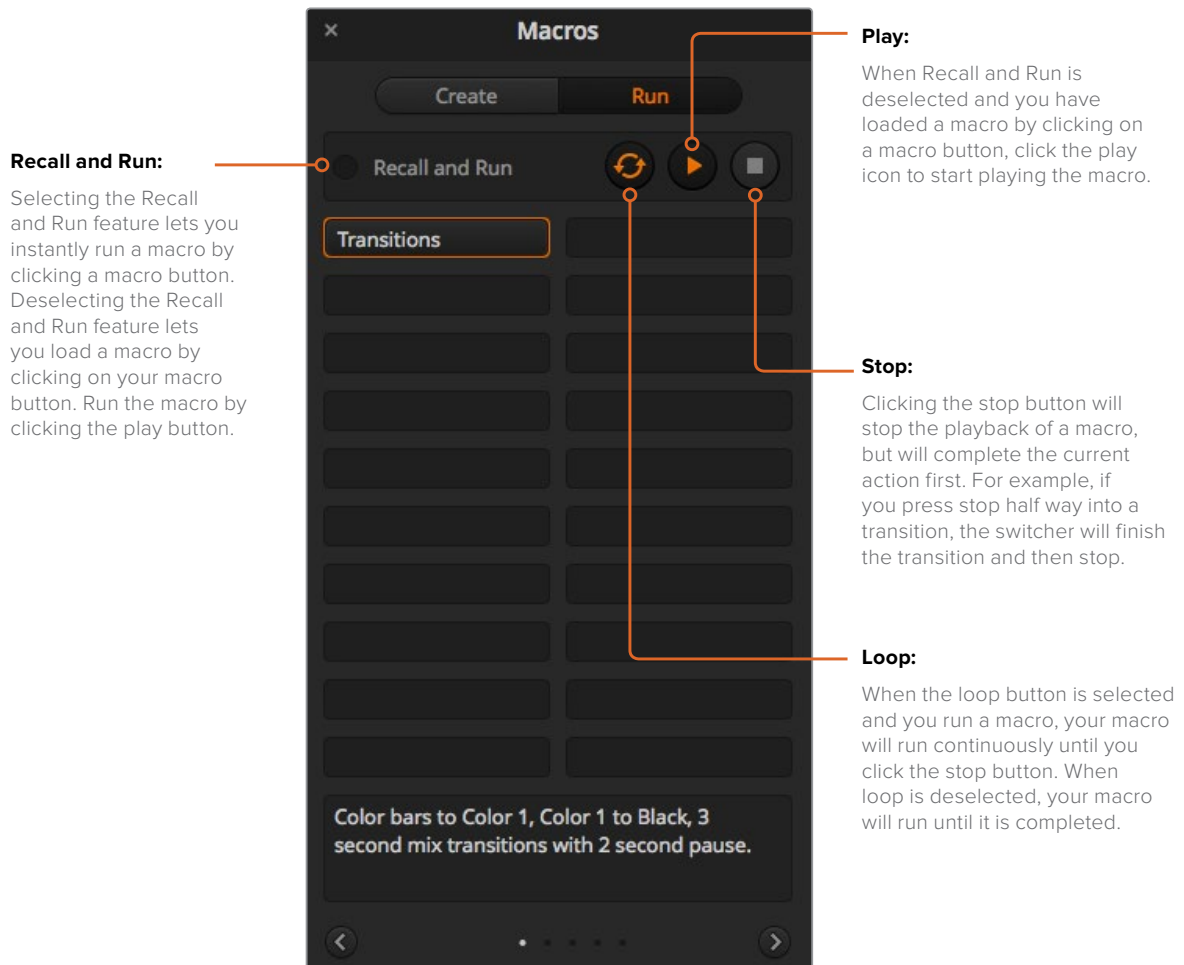 Macros
Create
Run
Recall and Run
Transitions
Color bars to Color 1, Color 1 to Black, 3
second mix transitions with 2 second pause.
Recall and Run:
Selecting the Recall
and Run feature lets you
instantly run a macro by
clicking a macro button.
Deselecting the Recall
and Run feature lets
you load a macro by
clicking on your macro
button. Run the macro by
clicking the play button.
Play:
When Recall and Run is
deselected and you have
loaded a macro by clicking on
a macro button, click the play
icon to start playing the macro.
Stop:
Clicking the stop button will
stop the playback of a macro,
but will complete the current
action first. For example, if
you press stop half way into a
transition, the switcher will finish
the transition and then stop.
Loop:
When the loop button is selected
and you run a macro, your macro
will run continuously until you
click the stop button. When
loop is deselected, your macro
will run until it is completed.